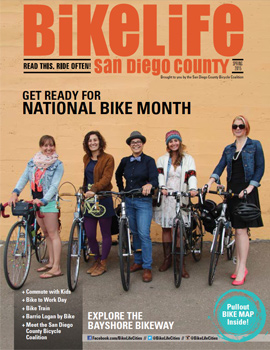 BIKELIFE
READ THIS. RIDE OFTEN!
SAN DIEGO COUNTY
SPRING
Brought to you by the San Diego County Bicycle Coalition
GET READY FOR
NATIONAL BIKE MONTH
+ Commute with Kids
+ Bike to Work Day
+ Bike Train
+ Barrio Logan by Bike
+ Meet the San Diego
County Bicycle
Coalition
EXPLORE THE
BAYSHORE BIKEWAY
Facebook.com/BikeLifeCities
@BikeLifeCities
@BikeLifeCities
Pullout
BIKE MAP
Inside!